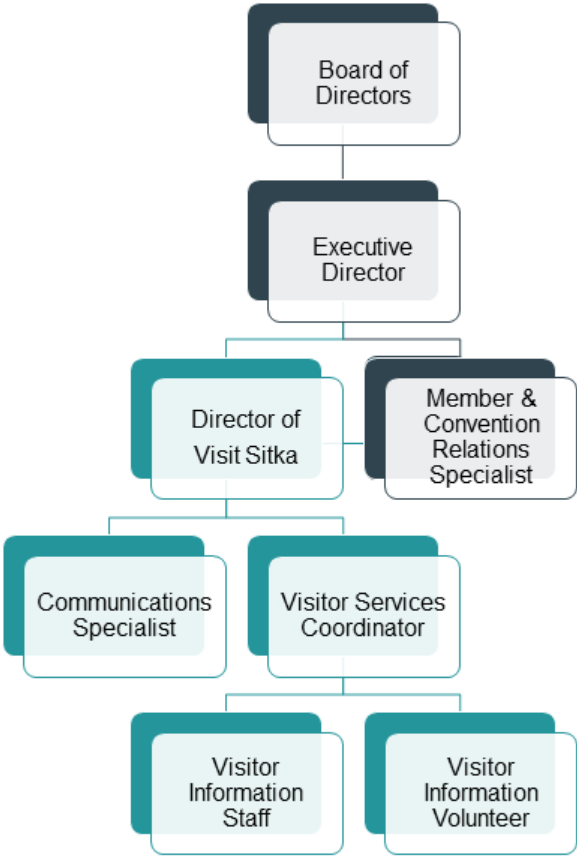 Board of
Directors
Executive
Director
Director of
Visit Sitka
Member &
Convention
Relations
Specialist
Communications
Specialist
Visitor Services
Coordinator
Visitor
Information
Staff
Visitor
Information
Volunteer